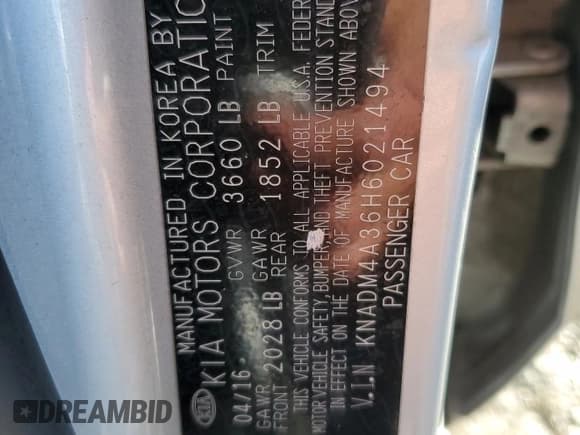 MANUFACTURED IN KOREA BY
KIA KIA MOTORS CORPORATIO
04/16 GVWR 3660 LB PAINT
GAWR FRONT 2028 LB GAWR REAR 1852 LB TRIM
THIS VEHICLE CONFORMS TO ALL APPLICABLE U.S.A. FEDER
MOTOR VEHICLE SAFETY, BUMPER, AND THEFT PREVENTION STAND
IN EFFECT ON THE DATE OF MANUFACTURE SHOWN ABOV
V.I.N KNADM4A36H6021494
PASSENGER CAR
DREAMBID